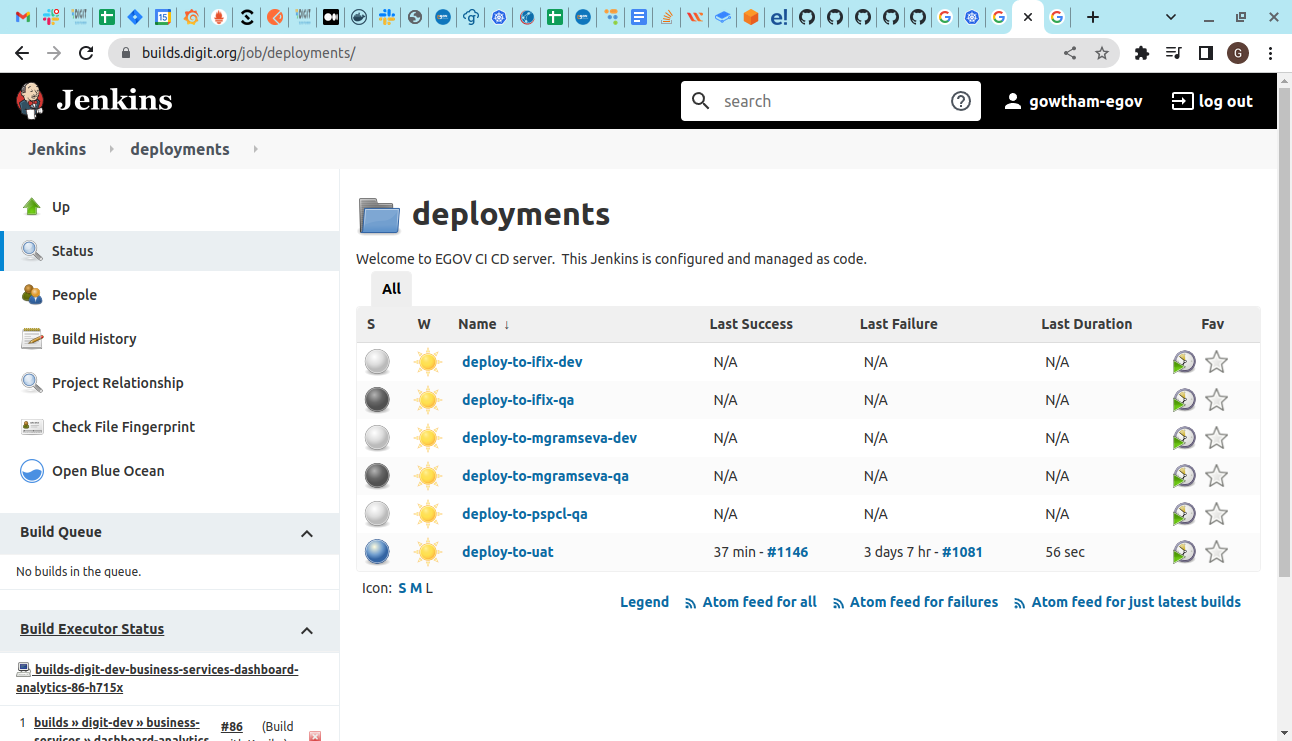 builds.digit.org/job/deployments/
G
Jenkins
search
gowtham-egov
log out
Jenkins
deployments
Up
Status
People
Build History
Project Relationship
Check File Fingerprint
Open Blue Ocean
Build Queue
No builds in the queue.
Build Executor Status
builds-digit-dev-business-services-dashboard-
analytics-86-h715x
1 builds » digit-dev » business- #86 (Build
services » dashboard-analytics
deployments
Welcome to EGOV CI CD server. This Jenkins is configured and managed as code.
All
S W Name ↓ Last Success Last Failure Last Duration Fav
deploy-to-ifix-dev N/A N/A N/A
deploy-to-ifix-qa N/A N/A N/A
deploy-to-mgramseva-dev N/A N/A N/A
deploy-to-mgramseva-qa N/A N/A N/A
deploy-to-pspcl-qa N/A N/A N/A
deploy-to-uat 37 min - #1146 3 days 7 hr - #1081 56 sec
Icon: S M L
Legend Atom feed for all Atom feed for failures Atom feed for just latest builds